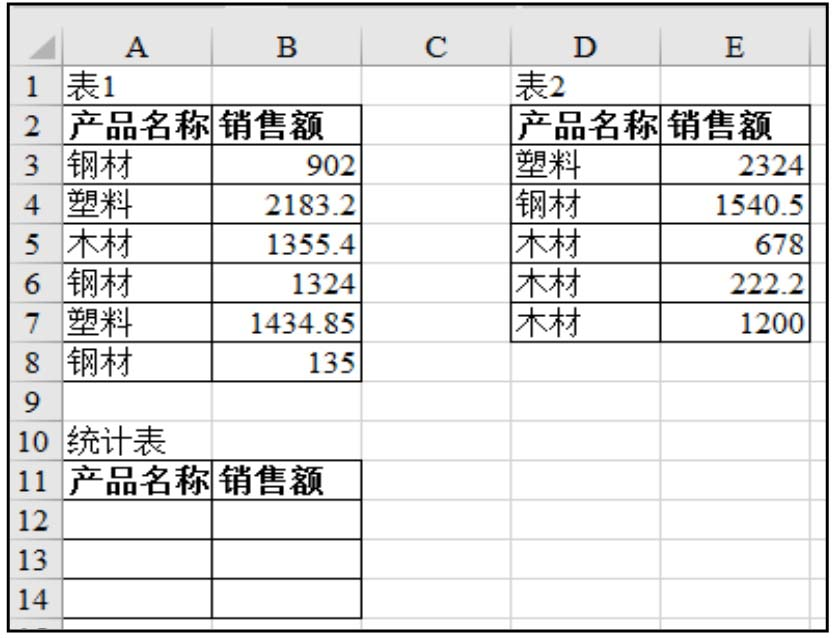 A B C D E
1 表1 表2
2 产品名称 销售额 产品名称 销售额
3 钢材 902 塑料 2324
4 塑料 2183.2 钢材 1540.5
5 木材 1355.4 木材 678
6 钢材 1324 木材 222.2
7 塑料 1434.85 木材 1200
8 钢材 135
9
10 统计表
11 产品名称 销售额
12
13
14